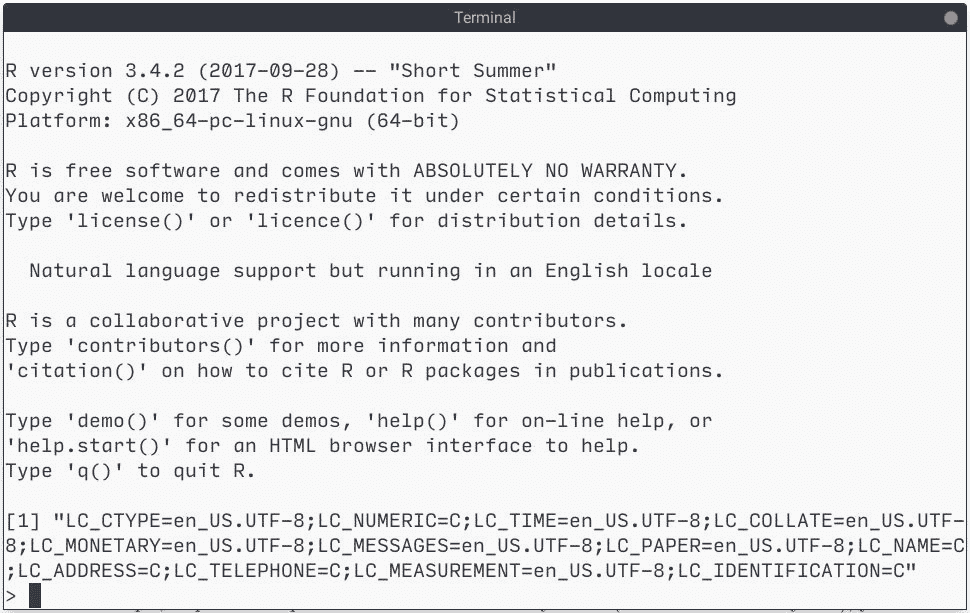 Terminal
R version 3.4.2 (2017-09-28) -- "Short Summer"
Copyright (C) 2017 The R Foundation for Statistical Computing
Platform: x86_64-pc-linux-gnu (64-bit)
R is free software and comes with ABSOLUTELY NO WARRANTY.
You are welcome to redistribute it under certain conditions.
Type 'license()' or 'licence()' for distribution details.
Natural language support but running in an English locale
R is a collaborative project with many contributors.
Type 'contributors()' for more information and
'citation()' on how to cite R or R packages in publications.
Type 'demo()' for some demos, 'help()' for on-line help, or
'help.start()' for an HTML browser interface to help.
Type 'q()' to quit R.
[1] "LC_CTYPE=en_US.UTF-8;LC_NUMERIC=C;LC_TIME=en_US.UTF-8;LC_COLLATE=en_US.UTF-
8;LC_MONETARY=en_US.UTF-8;LC_MESSAGES=en_US.UTF-8;LC_PAPER=en_US.UTF-8;LC_NAME=C
;LC_ADDRESS=C;LC_TELEPHONE=C;LC_MEASUREMENT=en_US.UTF-8;LC_IDENTIFICATION=C"
>